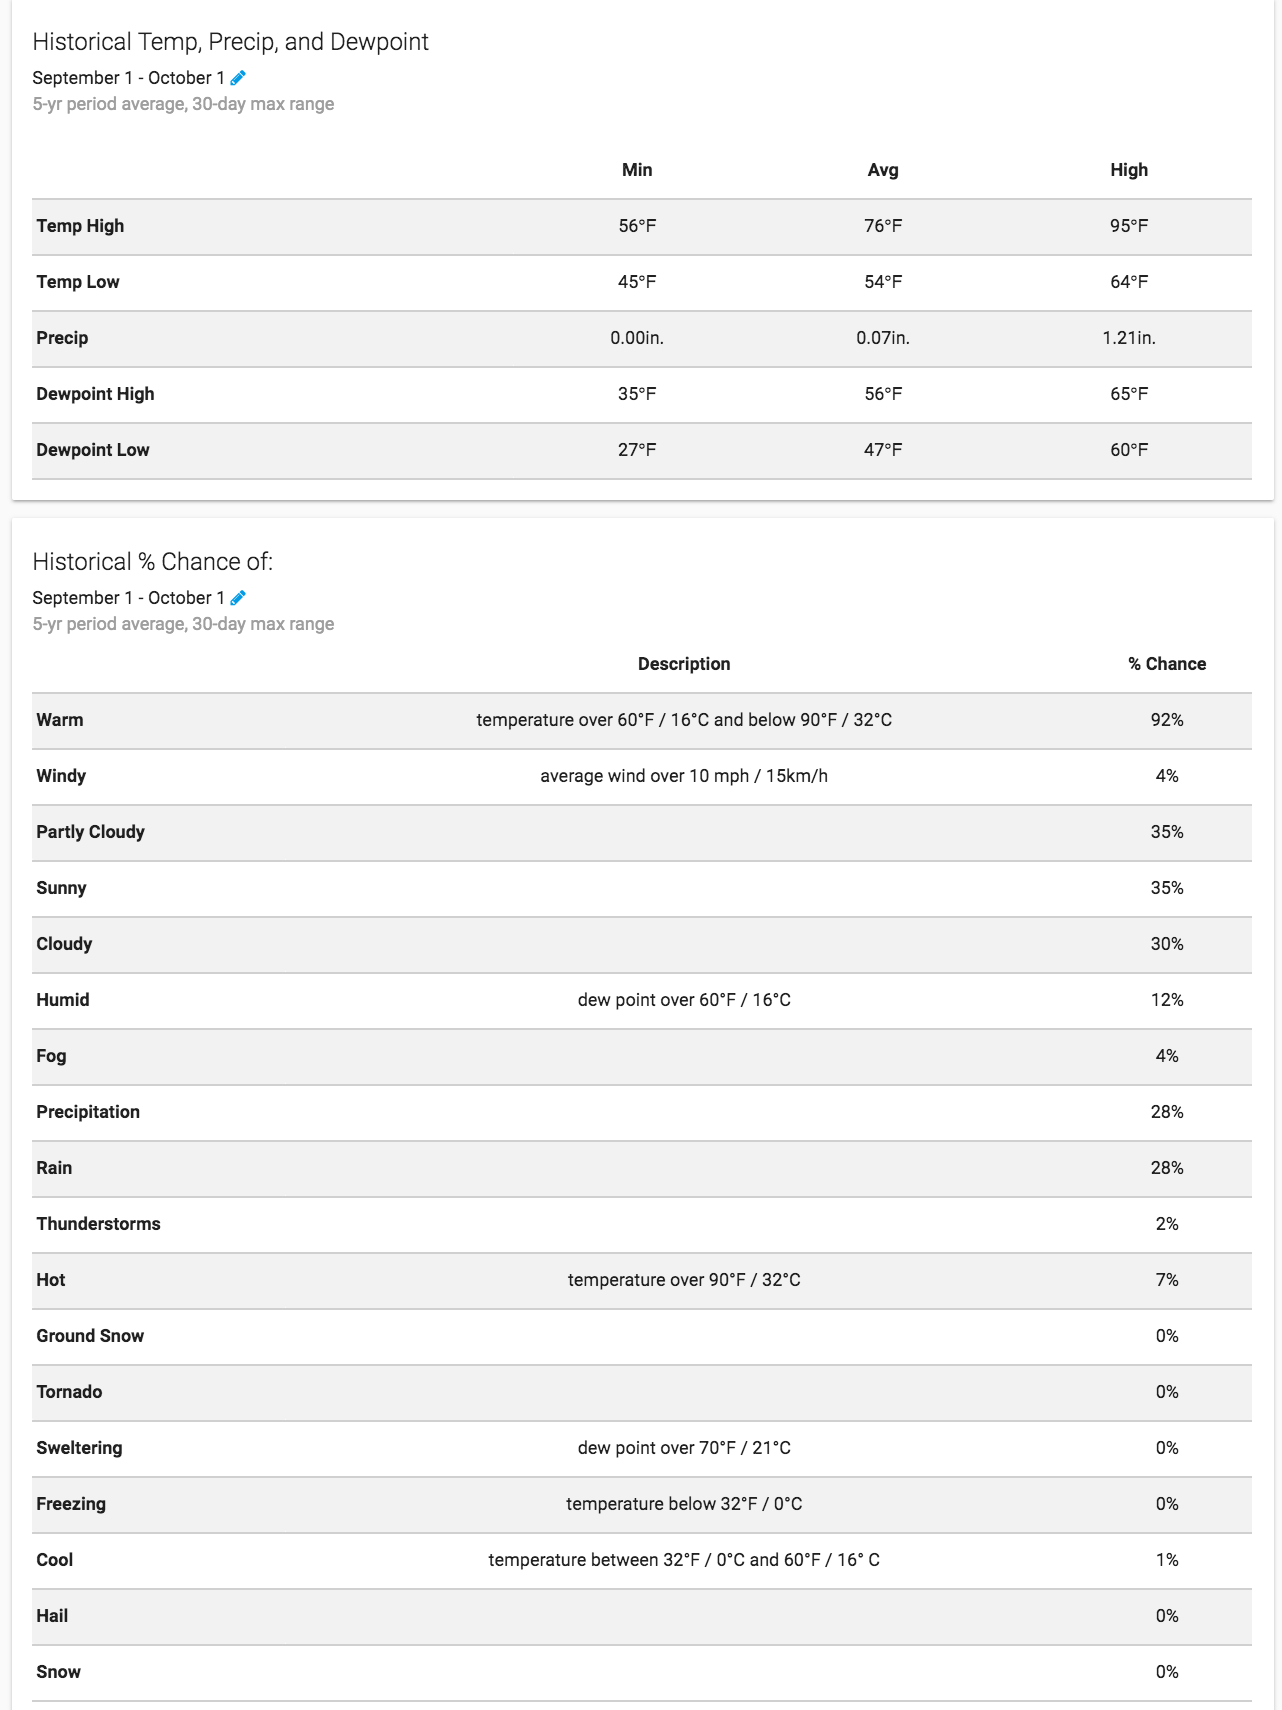 Historical Temp, Precip, and Dewpoint
September 1 - October 1
5-yr period average, 30-day max range
Min Avg High
Temp High 56°F 76°F 95°F
Temp Low 45°F 54°F 64°F
Precip 0.00in. 0.07in. 1.21in.
Dewpoint High 35°F 56°F 65°F
Dewpoint Low 27°F 47°F 60°F
Historical % Chance of:
September 1 - October 1
5-yr period average, 30-day max range
Description % Chance
Warm temperature over 60°F / 16°C and below 90°F / 32°C 92%
Windy average wind over 10 mph / 15km/h 4%
Partly Cloudy 35%
Sunny 35%
Cloudy 30%
Humid dew point over 60°F / 16°C 12%
Fog 4%
Precipitation 28%
Rain 28%
Thunderstorms 2%
Hot temperature over 90°F / 32°C 7%
Ground Snow 0%
Tornado 0%
Sweltering dew point over 70°F / 21°C 0%
Freezing temperature below 32°F / 0°C 0%
Cool temperature between 32°F / 0°C and 60°F / 16° C 1%
Hail 0%
Snow 0%